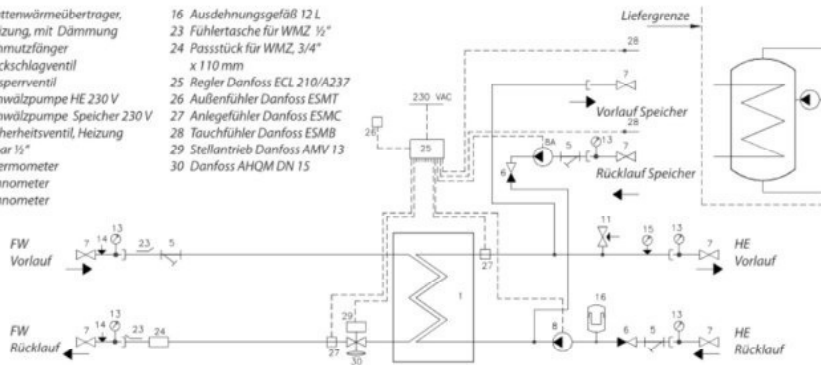 ttenwärmeübertrager,
izung, mit Dämmung
hmutzfänger
ckschlagventil
sperrventil
wälzpumpe HE 230 V
wälzpumpe Speicher 230 V
herheitsventil, Heizung
ar ½"
ermometer
nometer
nometer
16 Ausdehnungsgefäß 12 L
23 Fühlertasche für WMZ ½"
24 Passstück für WMZ, 3/4"
x 110 mm
25 Regler Danfoss ECL 210/A237
26 Außenfühler Danfoss ESMT
27 Anlegefühler Danfoss ESMC
28 Tauchfühler Danfoss ESMB
29 Stellantrieb Danfoss AMV 13
30 Danfoss AHQM DN 15
Liefergrenze
28
7
230 VAC
Vorlauf Speicher
28
26
25
8A
5
13
7
6
Rücklauf Speicher
FW
Vorlauf
7
14
13
23
5
27
11
15
13
7
HE
Vorlauf
1
FW
Rücklauf
7
14
13
23
24
27
29
30
8
16
6
5
13
7
HE
Rücklauf